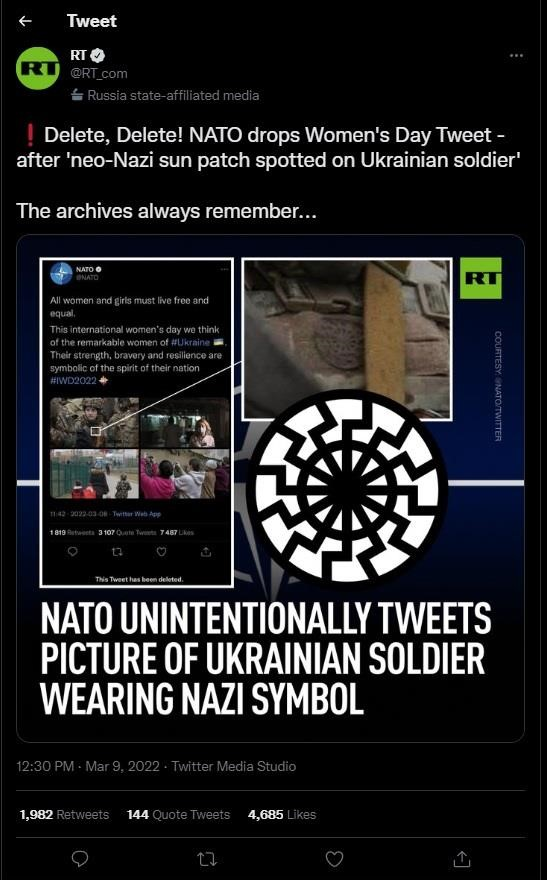 Tweet
RT
RT
@RT_com
Russia state-affiliated media
❗Delete, Delete! NATO drops Women's Day Tweet -
after 'neo-Nazi sun patch spotted on Ukrainian soldier'
The archives always remember...
NATO
@NATO
All women and girls must live free and
equal.
This international women's day we think
of the remarkable women of #Ukraine 🇺🇦.
Their strength, bravery and resilience are
symbolic of the spirit of their nation
#IWD2022
11:42 · 2022-03-08 · Twitter Web App
1 819 Retweets 3 107 Quote Tweets 7 487 Likes
This Tweet has been deleted.
RT
COURTESY: @NATO/TWITTER
NATO UNINTENTIONALLY TWEETS
PICTURE OF UKRAINIAN SOLDIER
WEARING NAZI SYMBOL
12:30 PM · Mar 9, 2022 · Twitter Media Studio
1,982 Retweets 144 Quote Tweets 4,685 Likes